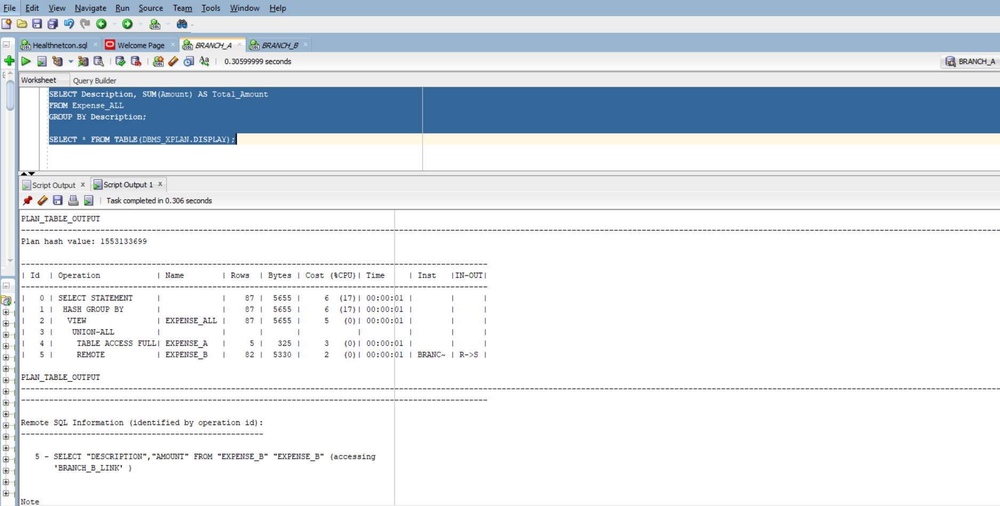 File Edit View Navigate Run Source Team Tools Window Help
Healthnetcon.sql Welcome Page BRANCH_A BRANCH_B
0.30599999 seconds BRANCH_A
Worksheet Query Builder
SELECT Description, SUM(Amount) AS Total_Amount
FROM Expense_ALL
GROUP BY Description;
SELECT * FROM TABLE(DBMS_XPLAN.DISPLAY);
Script Output x Script Output 1 x
Task completed in 0.306 seconds
PLAN_TABLE_OUTPUT
--------------------------------------------------------------------------------
Plan hash value: 1553133699
--------------------------------------------------------------------------------
| Id | Operation | Name | Rows | Bytes | Cost (%CPU)| Time | Inst |IN-OUT|
--------------------------------------------------------------------------------
| 0 | SELECT STATEMENT | | 87 | 5655 | 6 (17)| 00:00:01 | | |
| 1 | HASH GROUP BY | | 87 | 5655 | 6 (17)| 00:00:01 | | |
| 2 | VIEW | EXPENSE_ALL | 87 | 5655 | 5 (0)| 00:00:01 | | |
| 3 | UNION-ALL | | | | | | | |
| 4 | TABLE ACCESS FULL| EXPENSE_A | 5 | 325 | 3 (0)| 00:00:01 | | |
| 5 | REMOTE | EXPENSE_B | 82 | 5330 | 2 (0)| 00:00:01 | BRANC~ | R->S |
PLAN_TABLE_OUTPUT
--------------------------------------------------------------------------------
--------------------------------------------------------------------------------
Remote SQL Information (identified by operation id):
----------------------------------------------------
5 - SELECT "DESCRIPTION","AMOUNT" FROM "EXPENSE_B" "EXPENSE_B" (accessing
'BRANCH_B_LINK' )
Note